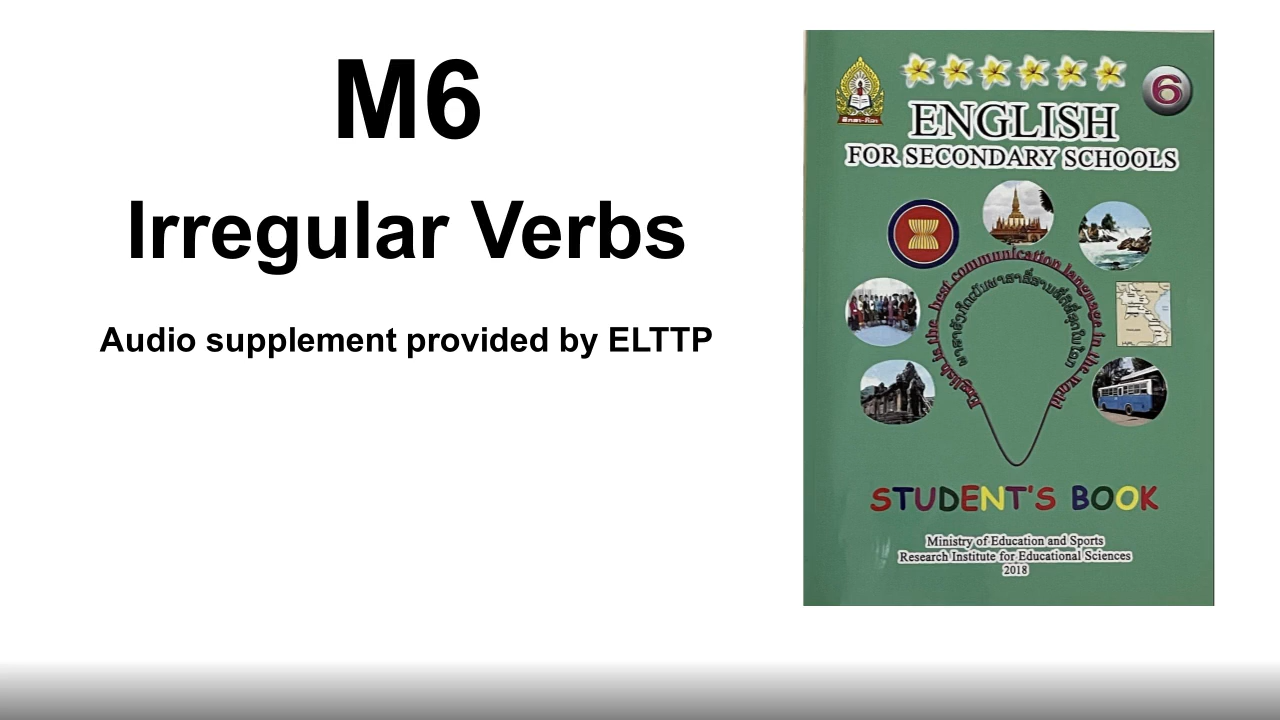 M6
Irregular Verbs
Audio supplement provided by ELTTP
6
ENGLISH
FOR SECONDARY SCHOOLS
English is the best communication language in the world
STUDENT'S BOOK
Ministry of Education and Sports
Research Institute for Educational Sciences
2018